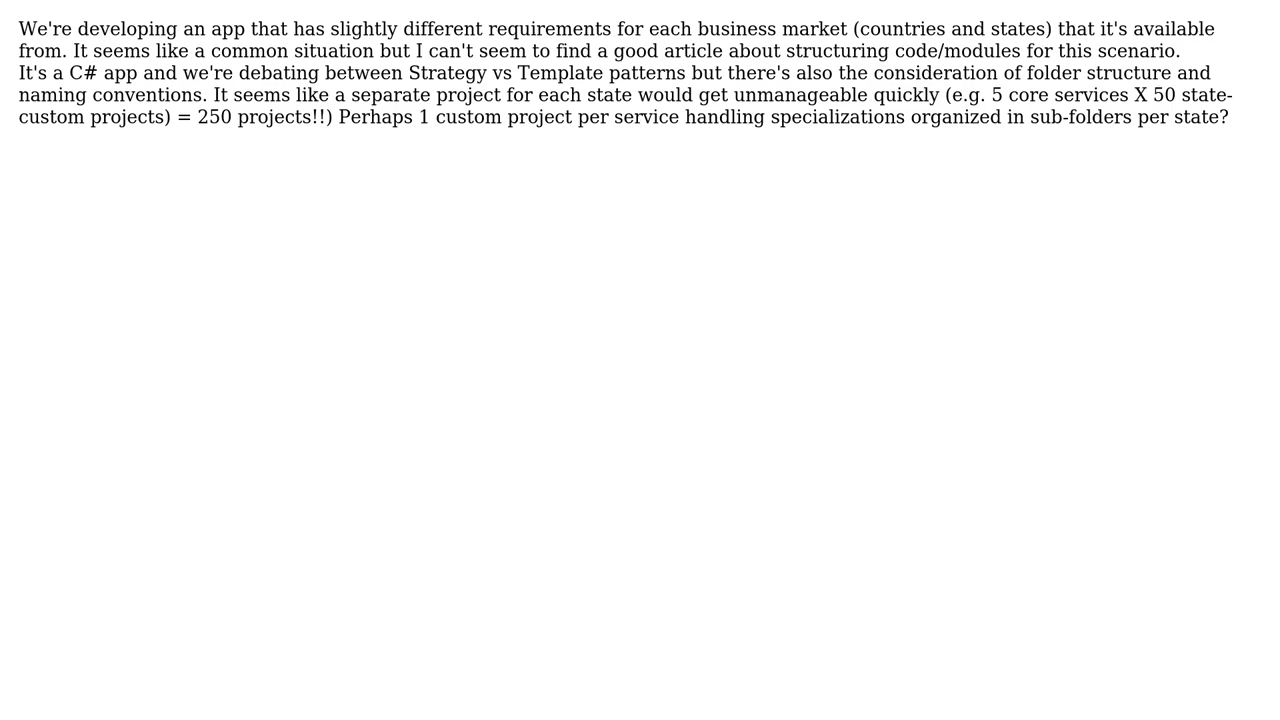 We're developing an app that has slightly different requirements for each business market (countries and states) that it's available
from. It seems like a common situation but I can't seem to find a good article about structuring code/modules for this scenario.
It's a C# app and we're debating between Strategy vs Template patterns but there's also the consideration of folder structure and
naming conventions. It seems like a separate project for each state would get unmanageable quickly (e.g. 5 core services X 50 state-
custom projects) = 250 projects!!) Perhaps 1 custom project per service handling specializations organized in sub-folders per state?